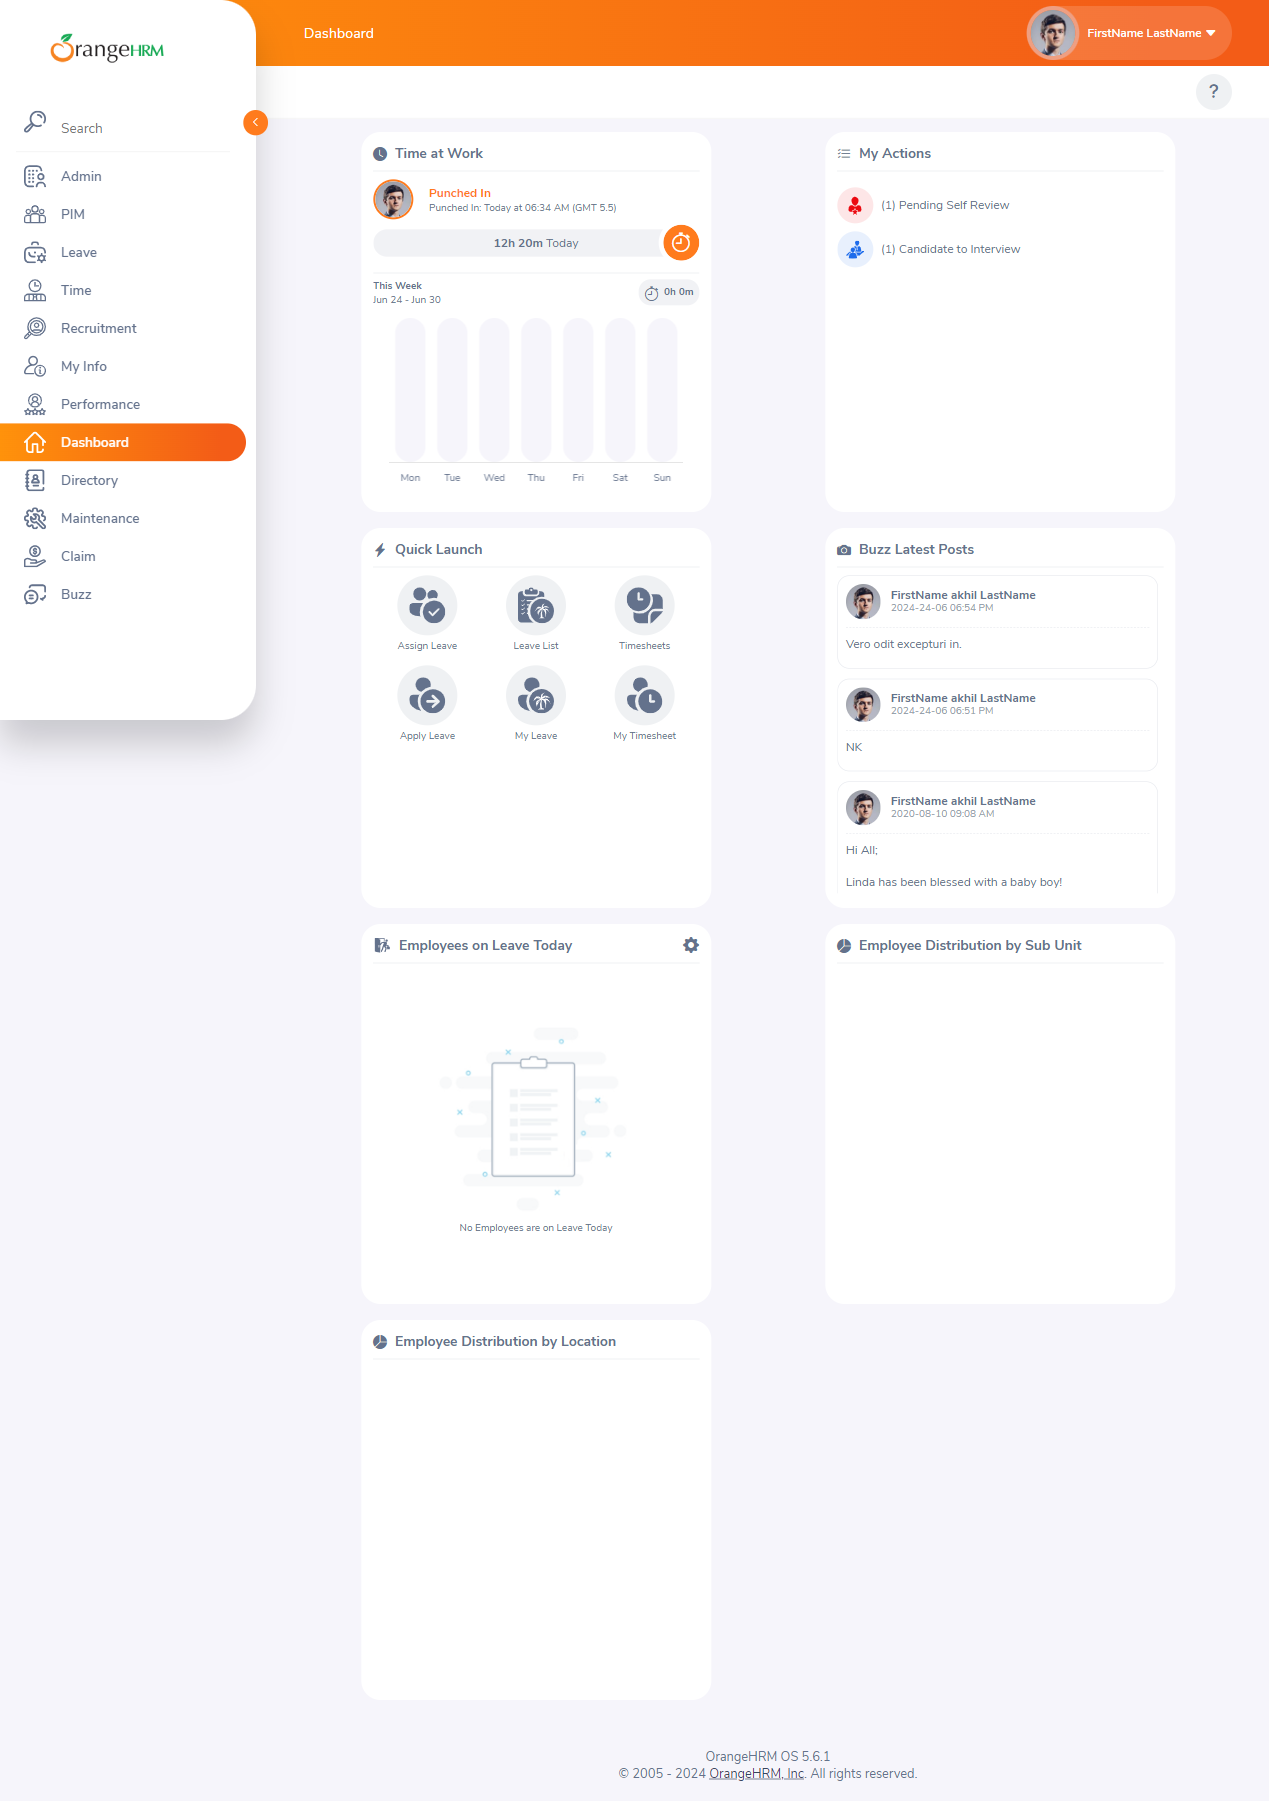 OrangeHRM
Search
Admin
PIM
Leave
Time
Recruitment
My Info
Performance
Dashboard
Directory
Maintenance
Claim
Buzz
Dashboard
FirstName LastName
?
Time at Work
Punched In
Punched In: Today at 06:34 AM (GMT 5.5)
12h 20m Today
This Week
Jun 24 - Jun 30
0h 0m
Mon Tue Wed Thu Fri Sat Sun
My Actions
(1) Pending Self Review
(1) Candidate to Interview
Quick Launch
Assign Leave Leave List Timesheets
Apply Leave My Leave My Timesheet
Buzz Latest Posts
FirstName akhil LastName
2024-24-06 06:54 PM
Vero odit excepturi in.
FirstName akhil LastName
2024-24-06 06:51 PM
NK
FirstName akhil LastName
2020-08-10 09:08 AM
Hi All;
Linda has been blessed with a baby boy!
Employees on Leave Today
No Employees are on Leave Today
Employee Distribution by Sub Unit
Employee Distribution by Location
OrangeHRM OS 5.6.1
© 2005 - 2024 OrangeHRM, Inc. All rights reserved.